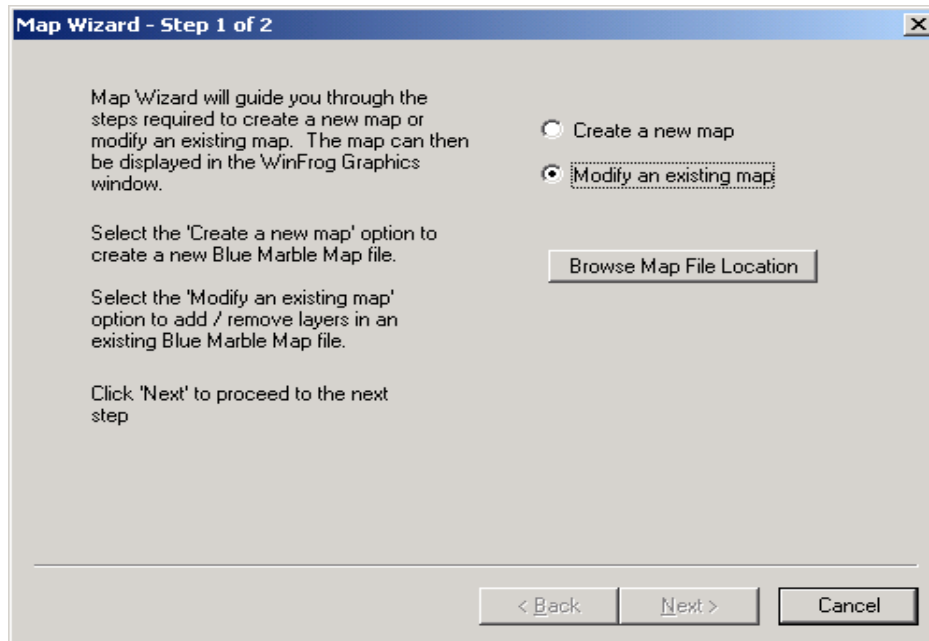 Map Wizard - Step 1 of 2
Map Wizard will guide you through the
steps required to create a new map or
modify an existing map. The map can then
be displayed in the WinFrog Graphics
window.
Select the 'Create a new map' option to
create a new Blue Marble Map file.
Select the 'Modify an existing map'
option to add / remove layers in an
existing Blue Marble Map file.
Click 'Next' to proceed to the next
step
Create a new map
Modify an existing map
Browse Map File Location
< Back
Next >
Cancel